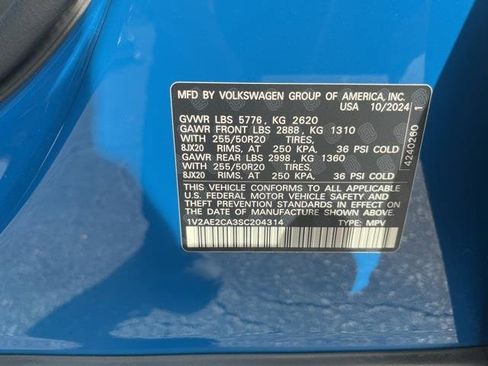 MFD BY VOLKSWAGEN GROUP OF AMERICA, INC.
USA 10/2024
GVWR LBS 5776, KG 2620
GAWR FRONT LBS 2888, KG 1310
WITH 255/50R20 TIRES,
8JX20 RIMS, AT 250 KPA, 36 PSI COLD
GAWR REAR LBS 2998, KG 1360
WITH 255/50R20 TIRES,
8JX20 RIMS, AT 250 KPA, 36 PSI COLD
THIS VEHICLE CONFORMS TO ALL APPLICABLE
U.S. FEDERAL MOTOR VEHICLE SAFETY AND
THEFT PREVENTION STANDARDS IN EFFECT ON
THE DATE OF MANUFACTURE SHOWN ABOVE.
1V2AE2CA3SC204314 TYPE: MPV
4240280 1